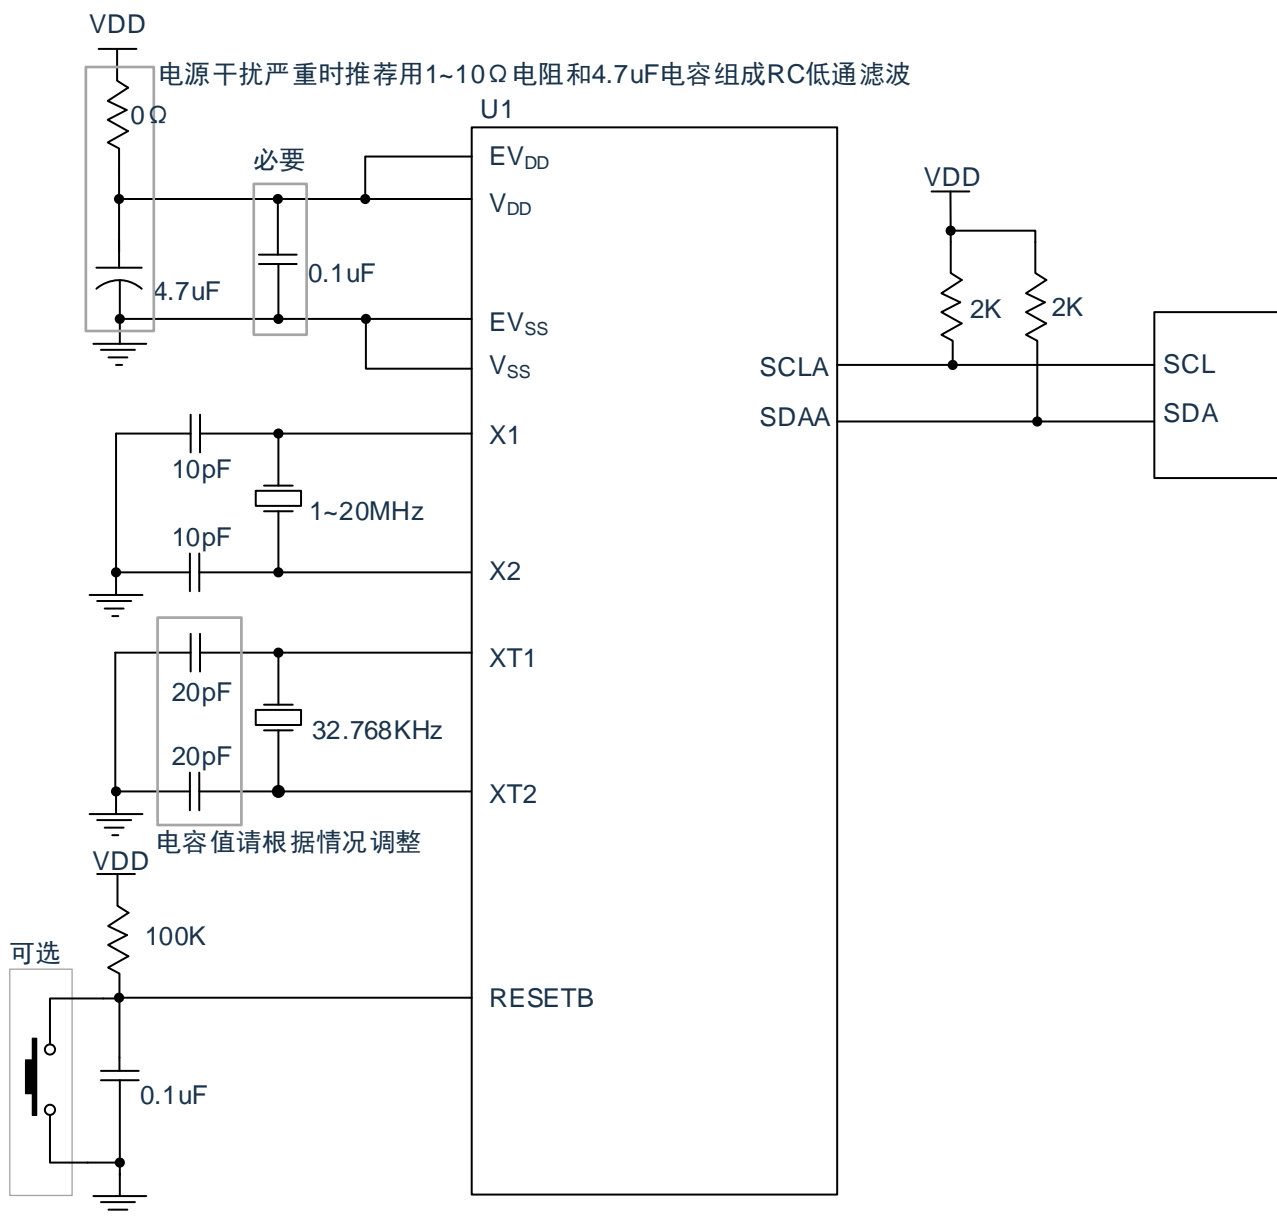 VDD
电源干扰严重时推荐用1~10Ω电阻和4.7uF电容组成RC低通滤波
0Ω
U1
必要
EVDD
VDD
VDD
0.1uF
4.7uF
2K
2K
EVSS
VSS
SCLA
SCL
SDAA
SDA
X1
10pF
1~20MHz
10pF
X2
XT1
20pF
32.768KHz
20pF
XT2
电容值请根据情况调整
VDD
100K
可选
RESETB
0.1uF